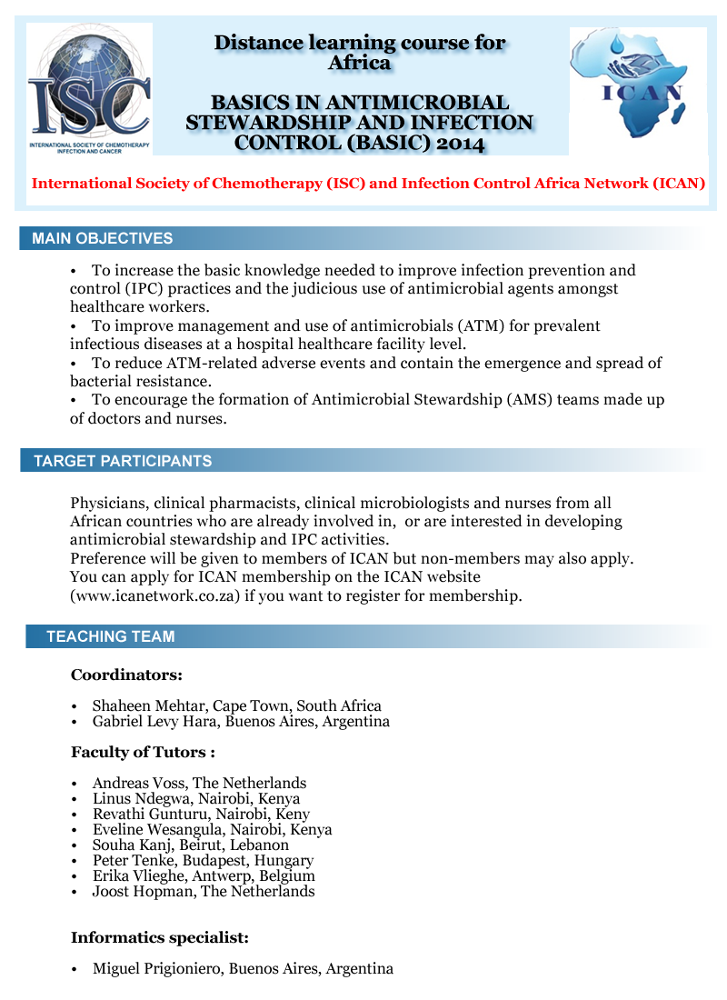 ISC
INTERNATIONAL SOCIETY OF CHEMOTHERAPY
INFECTION AND CANCER
Distance learning course for
Africa
BASICS IN ANTIMICROBIAL
STEWARDSHIP AND INFECTION
CONTROL (BASIC) 2014
ICAN
International Society of Chemotherapy (ISC) and Infection Control Africa Network (ICAN)
MAIN OBJECTIVES
• To increase the basic knowledge needed to improve infection prevention and
control (IPC) practices and the judicious use of antimicrobial agents amongst
healthcare workers.
• To improve management and use of antimicrobials (ATM) for prevalent
infectious diseases at a hospital healthcare facility level.
• To reduce ATM-related adverse events and contain the emergence and spread of
bacterial resistance.
• To encourage the formation of Antimicrobial Stewardship (AMS) teams made up
of doctors and nurses.
TARGET PARTICIPANTS
Physicians, clinical pharmacists, clinical microbiologists and nurses from all
African countries who are already involved in, or are interested in developing
antimicrobial stewardship and IPC activities.
Preference will be given to members of ICAN but non-members may also apply.
You can apply for ICAN membership on the ICAN website
(www.icanetwork.co.za) if you want to register for membership.
TEACHING TEAM
Coordinators:
• Shaheen Mehtar, Cape Town, South Africa
• Gabriel Levy Hara, Buenos Aires, Argentina
Faculty of Tutors :
• Andreas Voss, The Netherlands
• Linus Ndegwa, Nairobi, Kenya
• Revathi Gunturu, Nairobi, Keny
• Eveline Wesangula, Nairobi, Kenya
• Souha Kanj, Beirut, Lebanon
• Peter Tenke, Budapest, Hungary
• Erika Vlieghe, Antwerp, Belgium
• Joost Hopman, The Netherlands
Informatics specialist:
• Miguel Prigioniero, Buenos Aires, Argentina